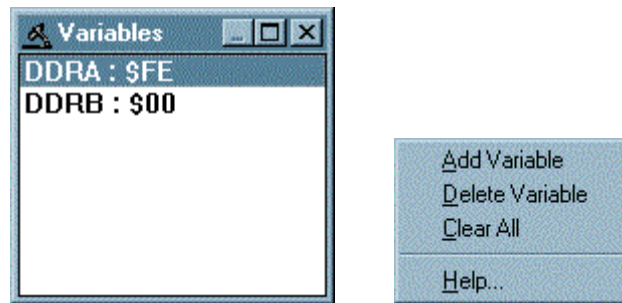 Variables
DDRA : $FE
DDRB : $00
Add Variable
Delete Variable
Clear All
Help...